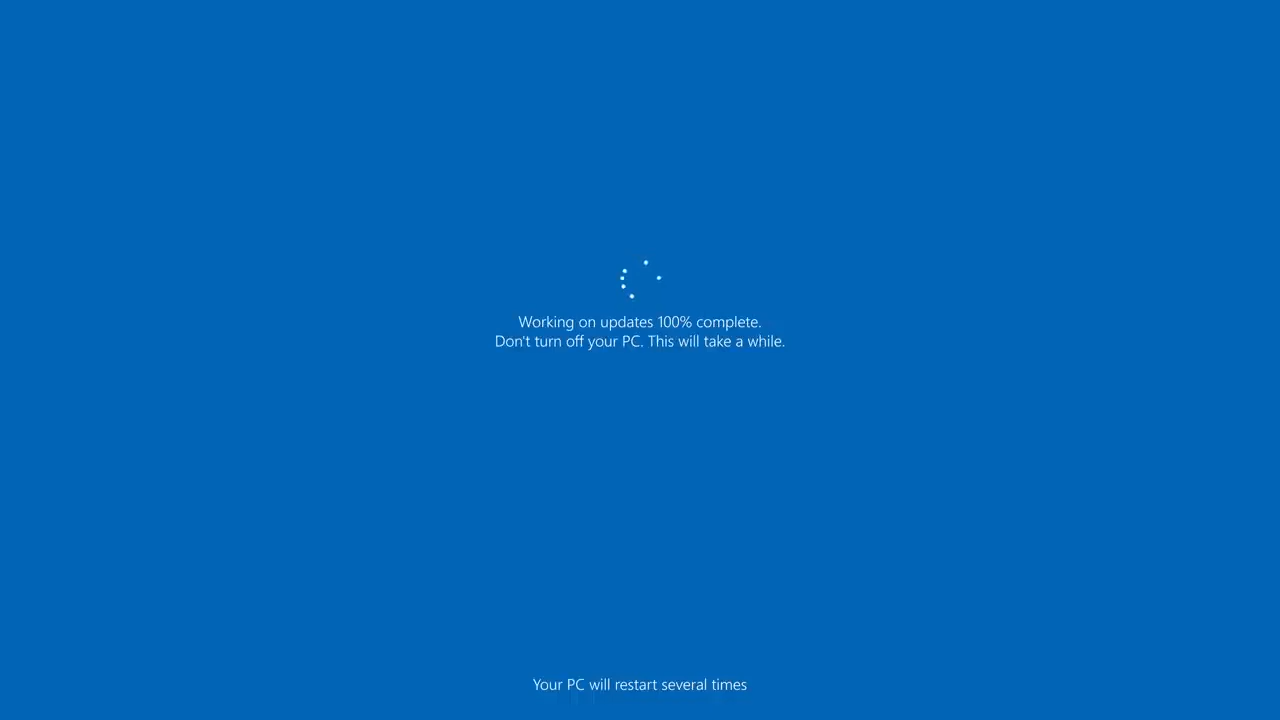 Working on updates 100% complete.
Don't turn off your PC. This will take a while.
Your PC will restart several times